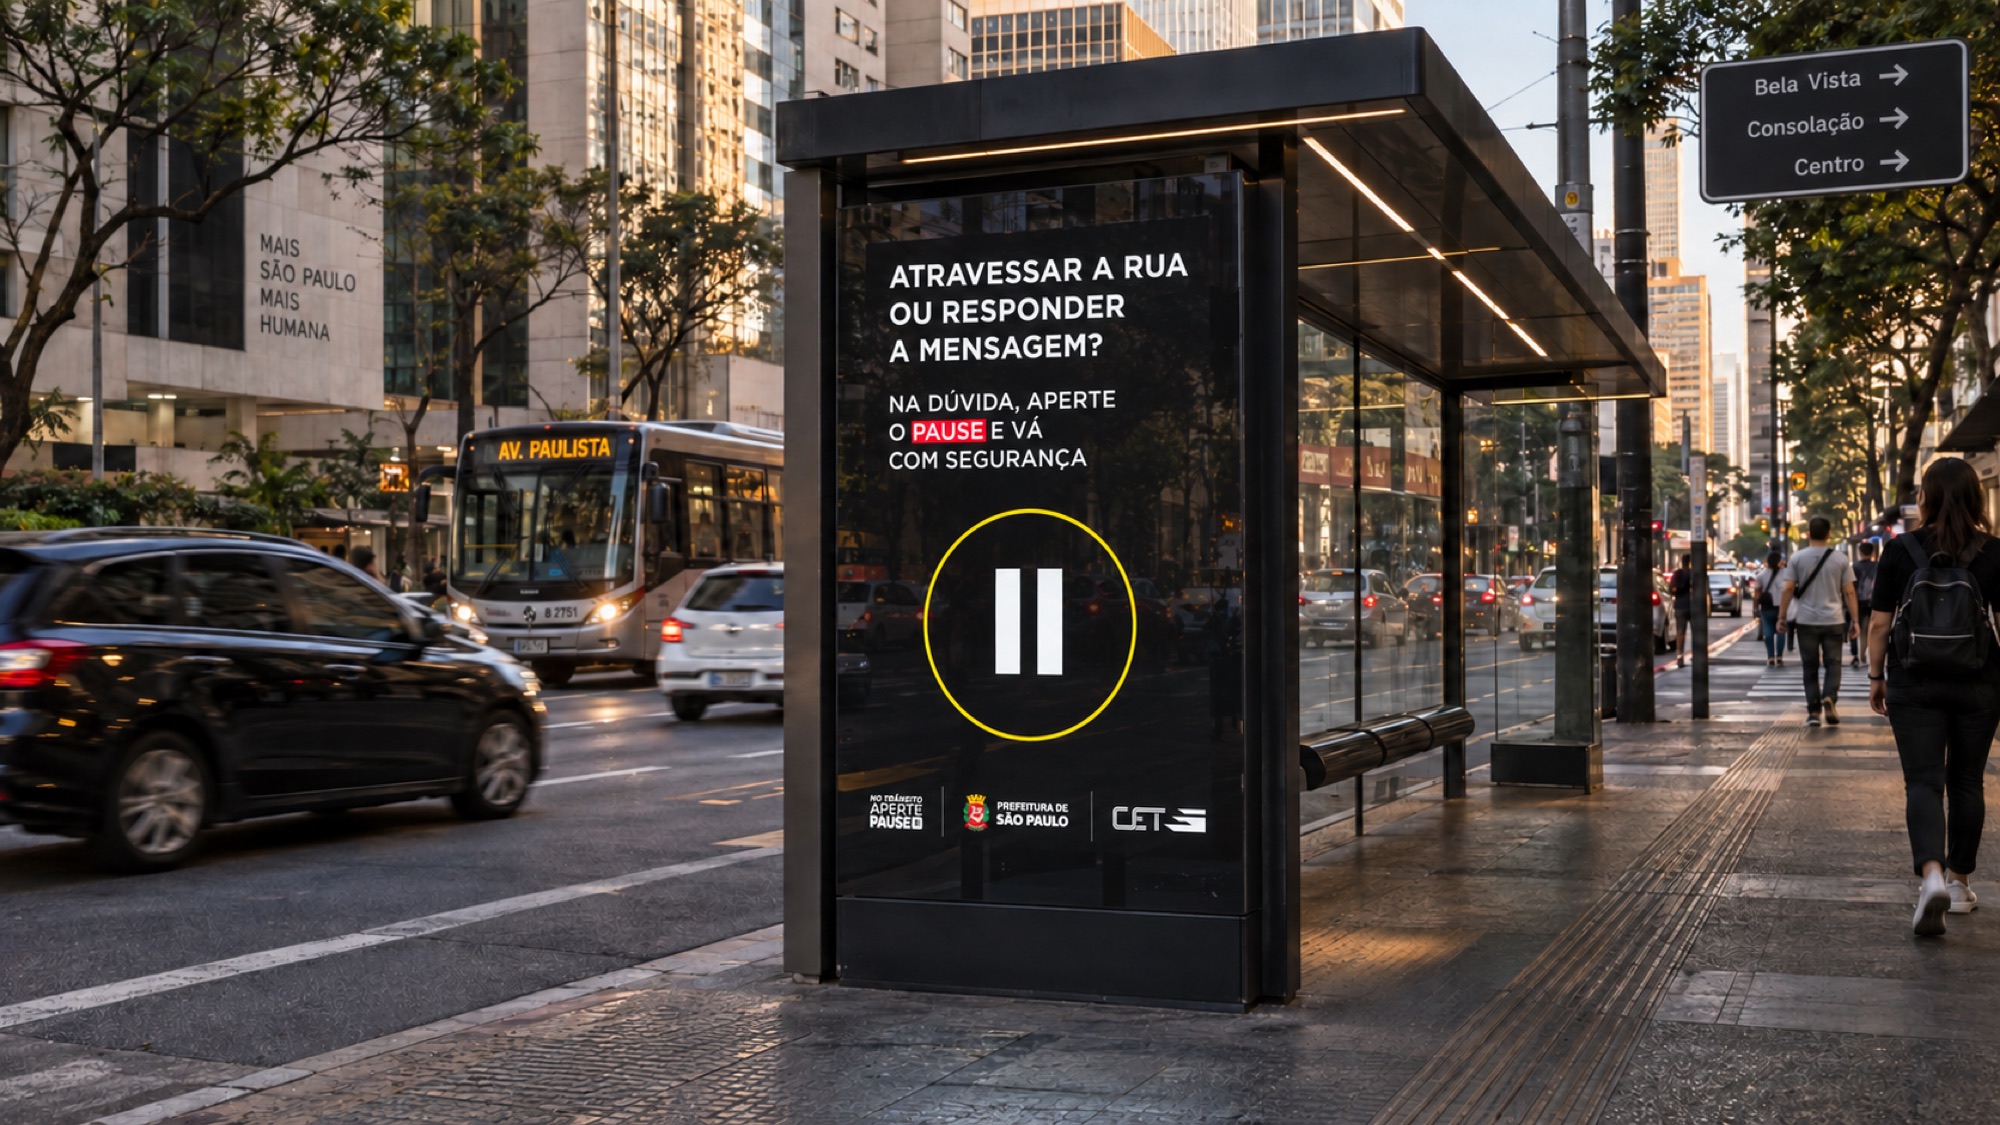 MAIS
SÃO PAULO
MAIS
HUMANA
AV. PAULISTA
8 2751
ATRAVESSAR A RUA
OU RESPONDER
A MENSAGEM?
NA DÚVIDA, APERTE
O PAUSE E VÁ
COM SEGURANÇA
NO TRÂNSITO
APERTE
PAUSE
PREFEITURA DE
SÃO PAULO
CET
Bela Vista
Consolação
Centro